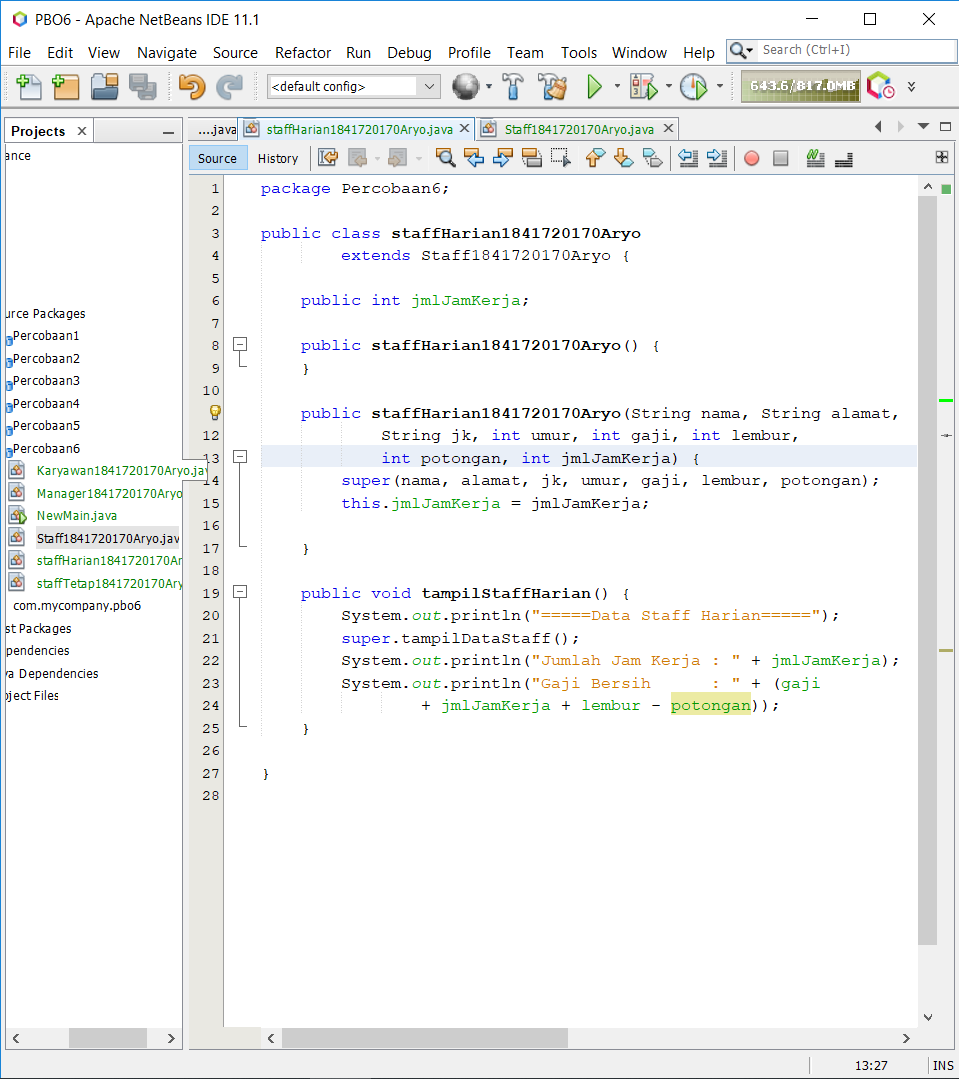 PBO6 - Apache NetBeans IDE 11.1
File Edit View Navigate Source Refactor Run Debug Profile Team Tools Window Help
Search (Ctrl+I)
<default config>
643.6/817.0MB
Projects
....java
staffHarian1841720170Aryo.java
Staff1841720170Aryo.java
Source History
ance
urce Packages
Percobaan1
Percobaan2
Percobaan3
Percobaan4
Percobaan5
Percobaan6
Karyawan1841720170Aryo.jav
Manager1841720170Aryo
NewMain.java
Staff1841720170Aryo.jav
staffHarian1841720170Ar
staffTetap1841720170Ary
com.mycompany.pbo6
st Packages
pendencies
va Dependencies
oject Files
1 package Percobaan6;
2
3 public class staffHarian1841720170Aryo
4 extends Staff1841720170Aryo {
5
6 public int jmlJamKerja;
7
8 public staffHarian1841720170Aryo() {
9 }
10
public staffHarian1841720170Aryo(String nama, String alamat,
12 String jk, int umur, int gaji, int lembur,
13 int potongan, int jmlJamKerja) {
14 super(nama, alamat, jk, umur, gaji, lembur, potongan);
15 this.jmlJamKerja = jmlJamKerja;
16
17 }
18
19 public void tampilStaffHarian() {
20 System.out.println("=====Data Staff Harian=====");
21 super.tampilDataStaff();
22 System.out.println("Jumlah Jam Kerja : " + jmlJamKerja);
23 System.out.println("Gaji Bersih      : " + (gaji
24 + jmlJamKerja + lembur - potongan));
25 }
26
27 }
28
13:27 INS